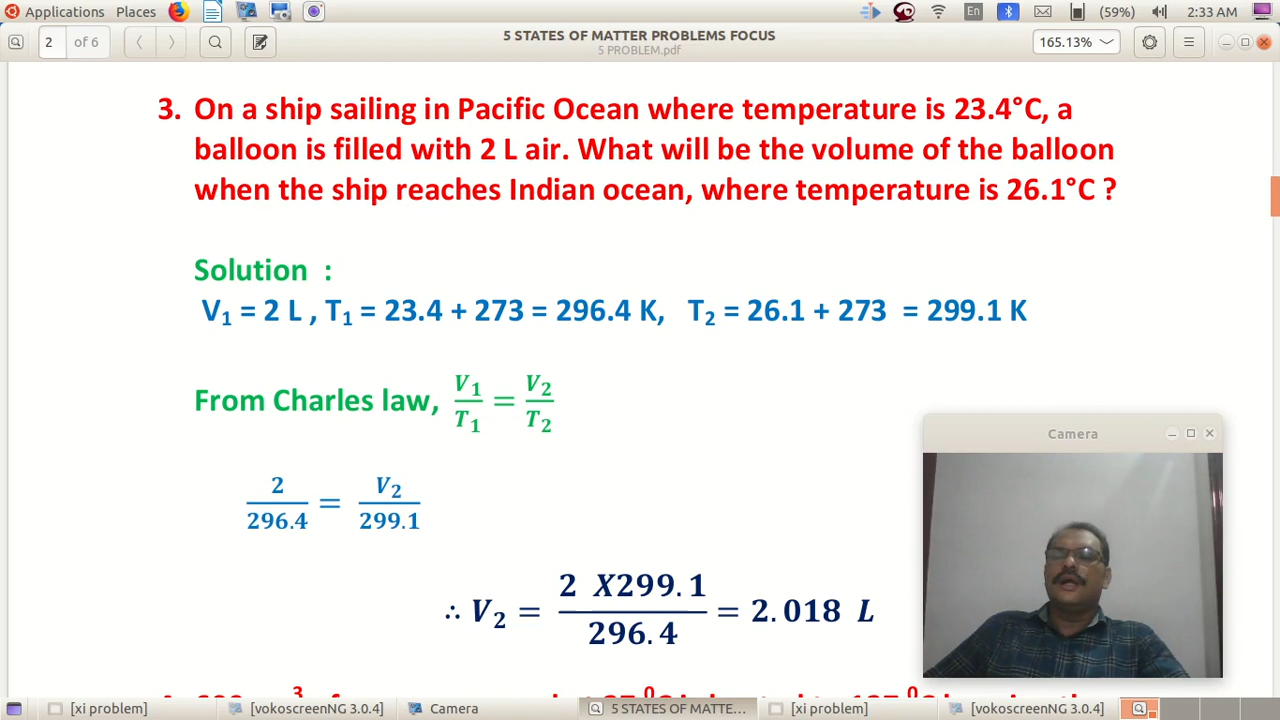 Applications Places En (59%) 2:33 AM
2 of 6 5 STATES OF MATTER PROBLEMS FOCUS 165.13%
5 PROBLEM.pdf
3. On a ship sailing in Pacific Ocean where temperature is 23.4°C, a
balloon is filled with 2 L air. What will be the volume of the balloon
when the ship reaches Indian ocean, where temperature is 26.1°C ?
Solution :
V₁ = 2 L , T₁ = 23.4 + 273 = 296.4 K, T₂ = 26.1 + 273 = 299.1 K
From Charles law, V₁/T₁ = V₂/T₂
2/296.4 = V₂/299.1
∴ V₂ = 2 X299.1/296.4 = 2.018 L
Camera
[xi problem] [vokoscreenNG 3.0.4] Camera 5 STATES OF MATTE... [xi problem] [vokoscreenNG 3.0.4]